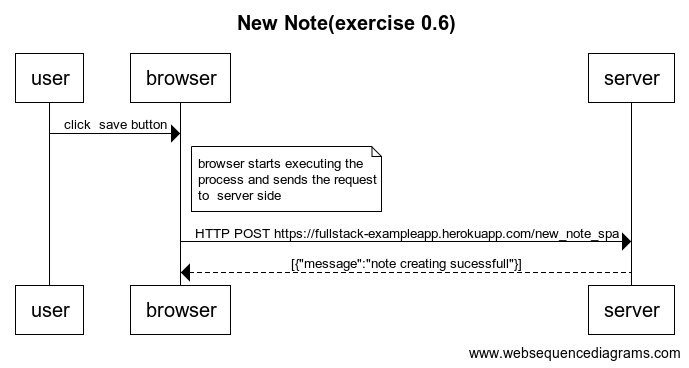 New Note(exercise 0.6)
user
browser
server
click  save button
browser starts executing the
process and sends the request
to  server side
HTTP POST https://fullstack-exampleapp.herokuapp.com/new_note_spa
[{"message":"note creating sucessfull"}]
user
browser
server
www.websequencediagrams.com